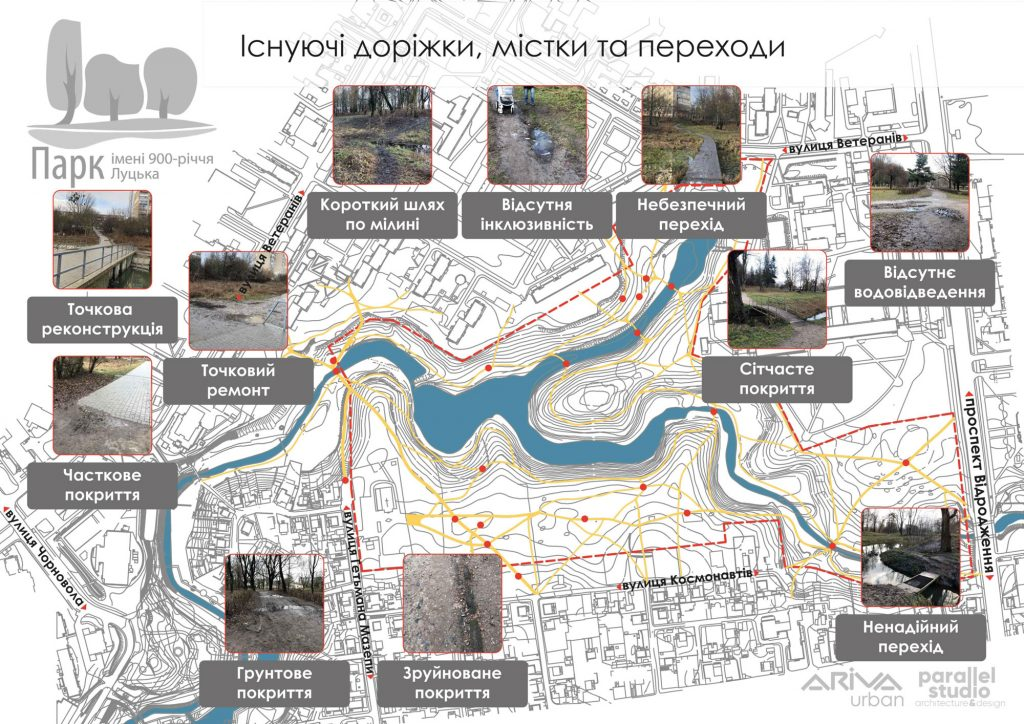 Існуючі доріжки, містки та переходи
Парк
імені 900-річчя
Луцька
вулиця Ветеранів
вулиця Ветеранів
Короткий шлях
по мілині
Відсутня
інклюзивність
Небезпечний
перехід
Відсутнє
водовідведення
Точкова
реконструкція
Точковий
ремонт
Сітчасте
покриття
Часткове
покриття
проспект Відродження
вулиця Чорновола
вулиця Гетьмана Мазепи
вулиця Космонавтів
Ненадійний
перехід
Грунтове
покриття
Зруйноване
покриття
ARIVA
urban
parallel
studio
architecture&design